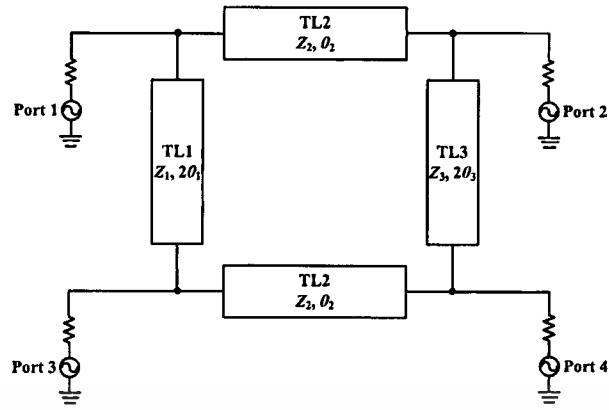 TL2
Z2, θ2
Port 1
Port 2
TL1
Z1, 2θ1
TL3
Z3, 2θ3
TL2
Z2, θ2
Port 3
Port 4